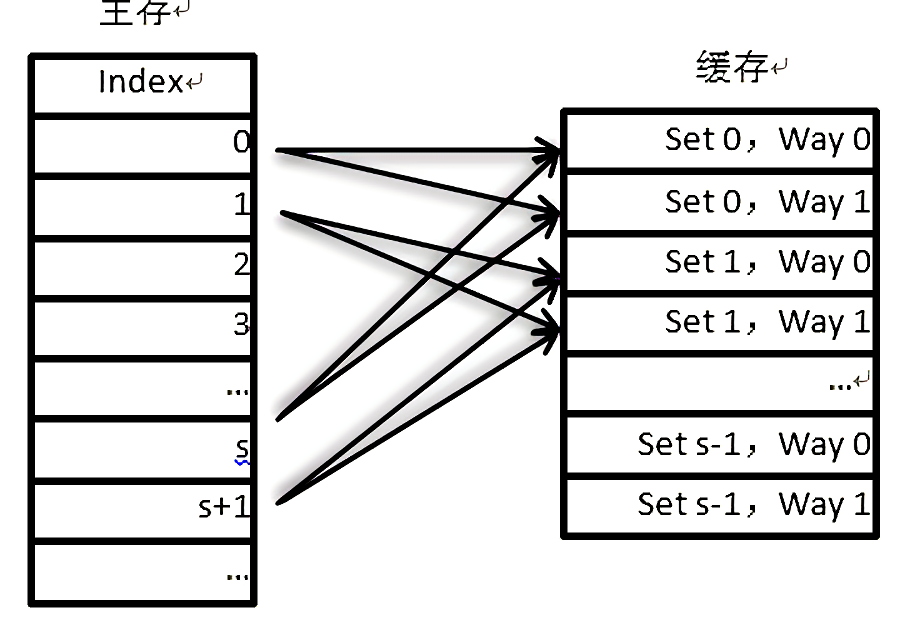 主存↵
Index↵
0
1
2
3
...
s
s+1
...
缓存↵
Set 0，Way 0
Set 0，Way 1
Set 1，Way 0
Set 1，Way 1
...↵
Set s-1，Way 0
Set s-1，Way 1